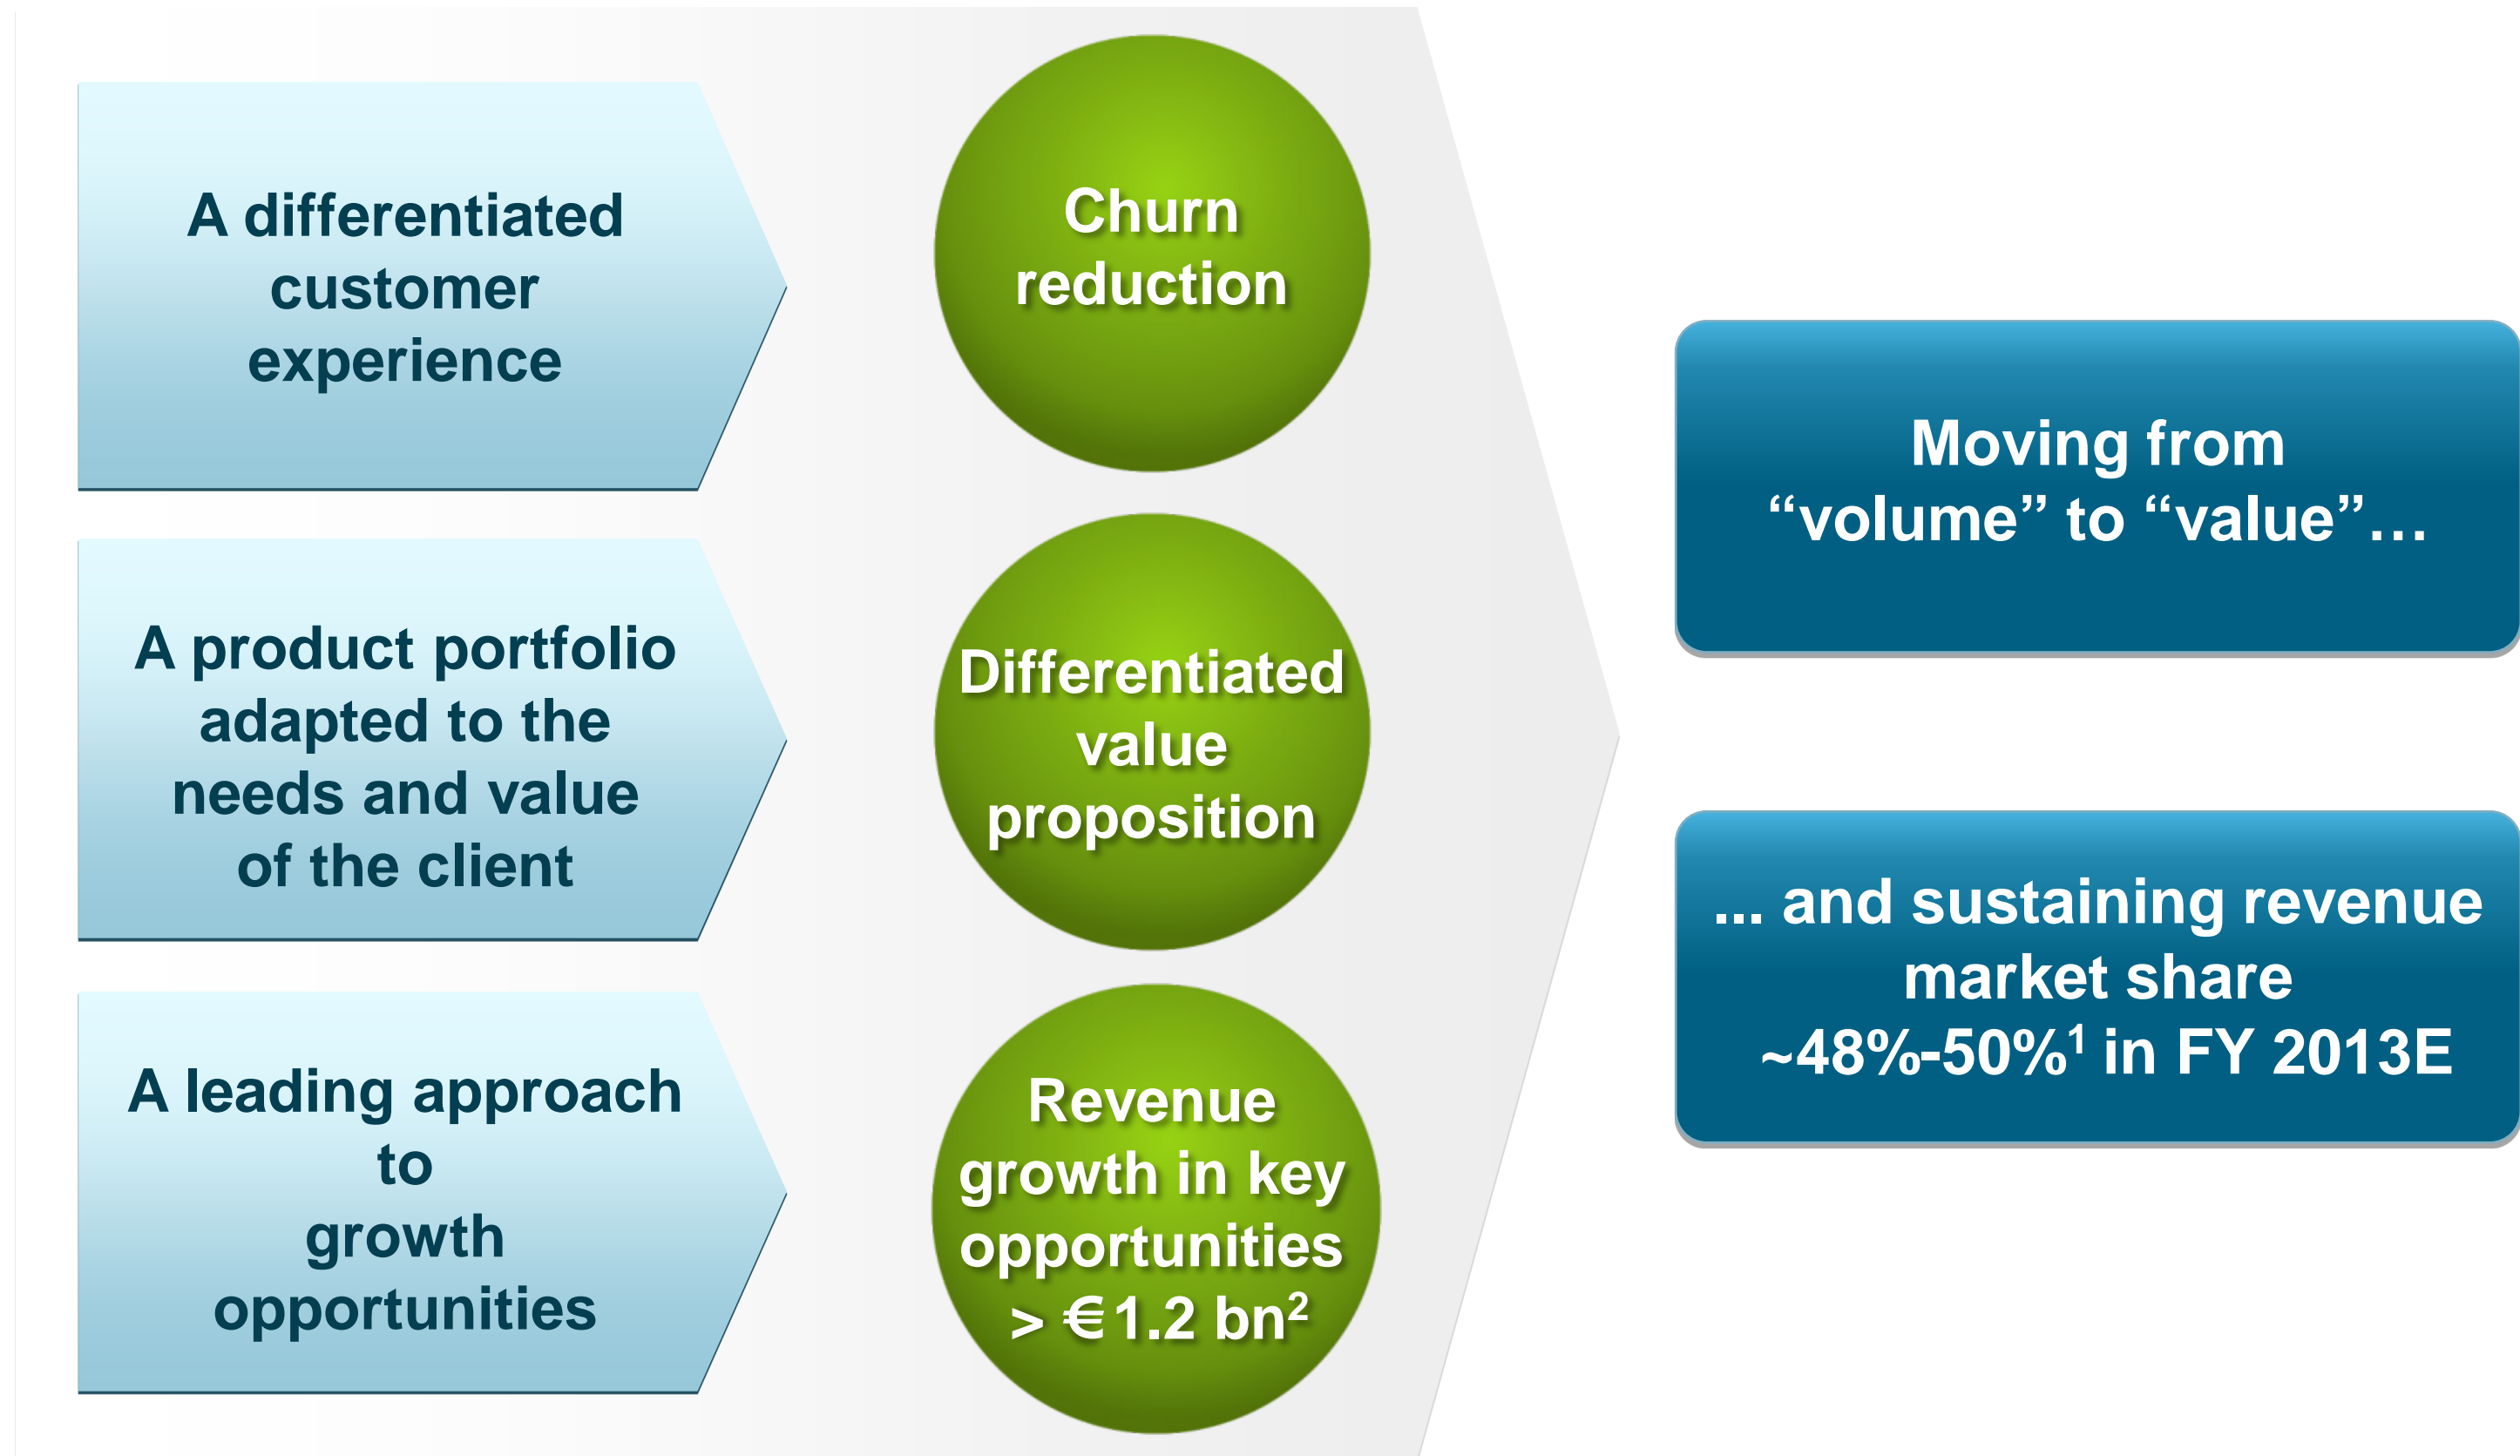 A differentiated
customer
experience
Churn
reduction
A product portfolio
adapted to the
needs and value
of the client
Differentiated
value
proposition
A leading approach
to
growth
opportunities
Revenue
growth in key
opportunities
> €1.2 bn²
Moving from
“volume” to “value”…
... and sustaining revenue
market share
~48%-50%¹ in FY 2013E